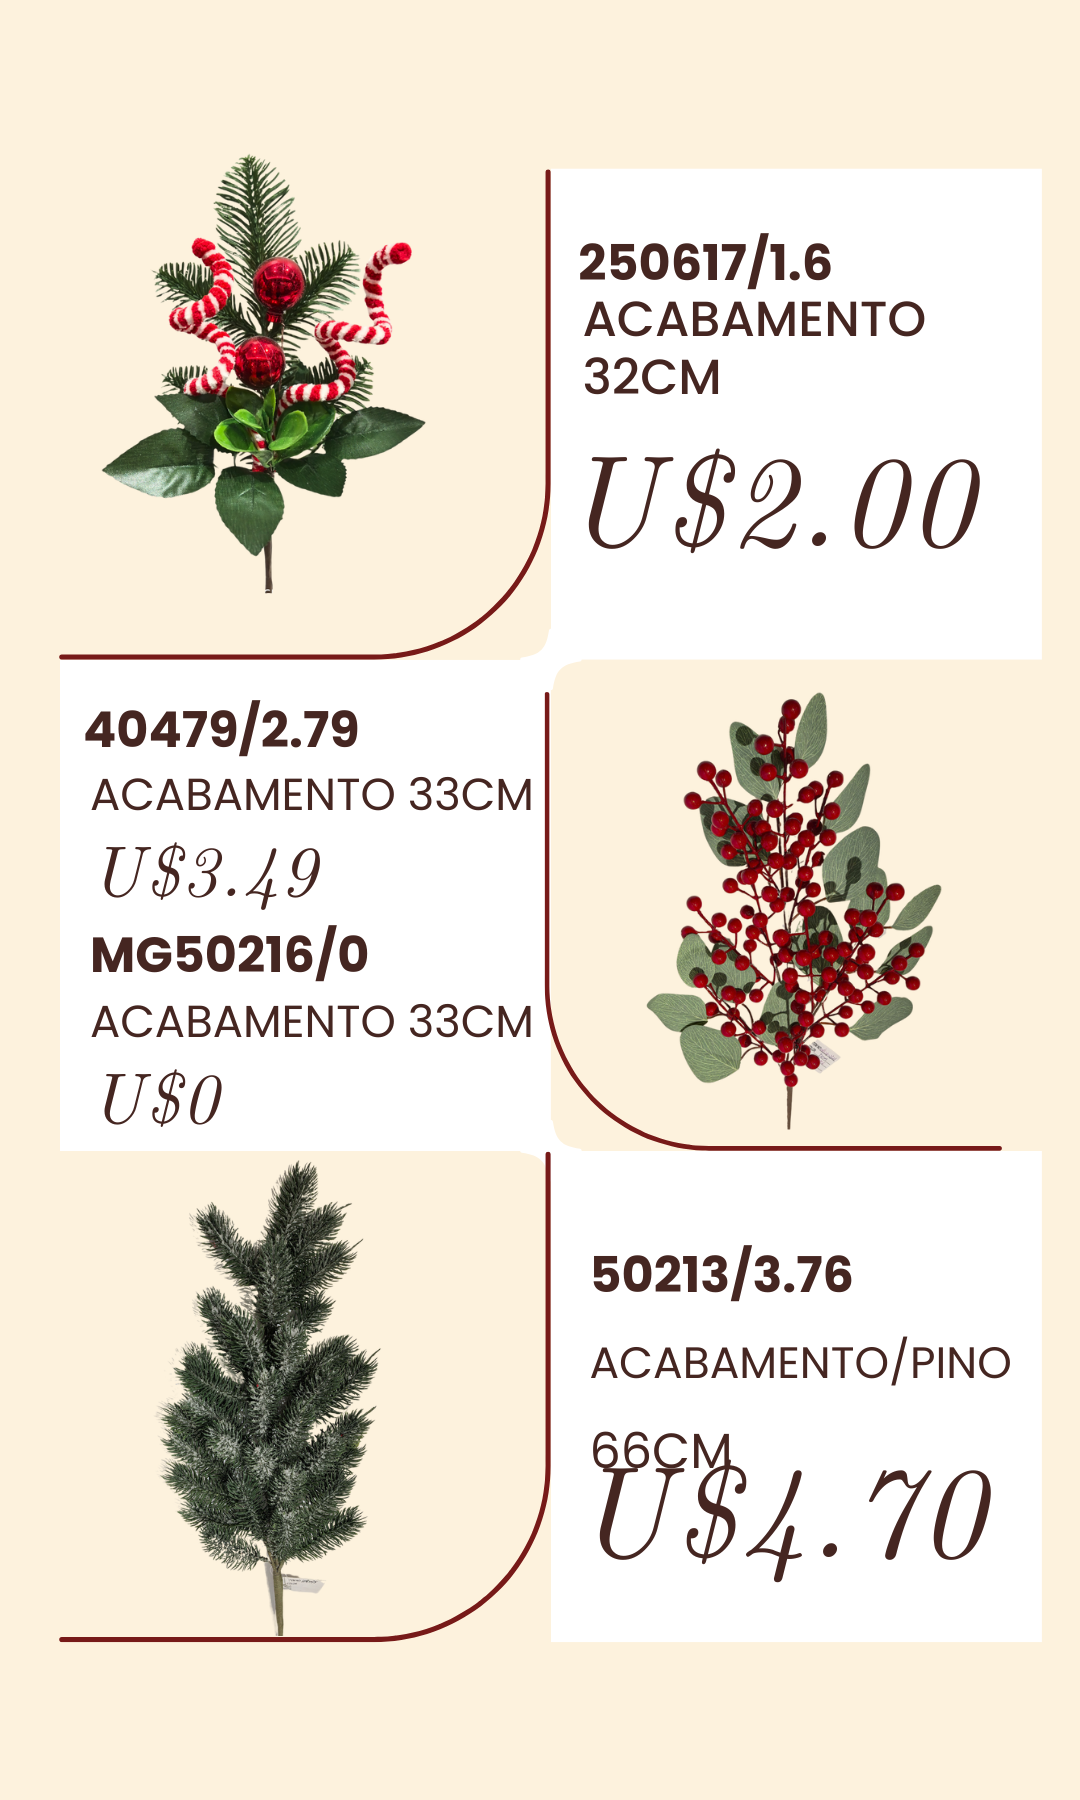 250617/1.6
ACABAMENTO
32CM
U$2.00
40479/2.79
ACABAMENTO 33CM
U$3.49
MG50216/0
ACABAMENTO 33CM
U$0
50213/3.76
ACABAMENTO/PINO
66CM
U$4.70